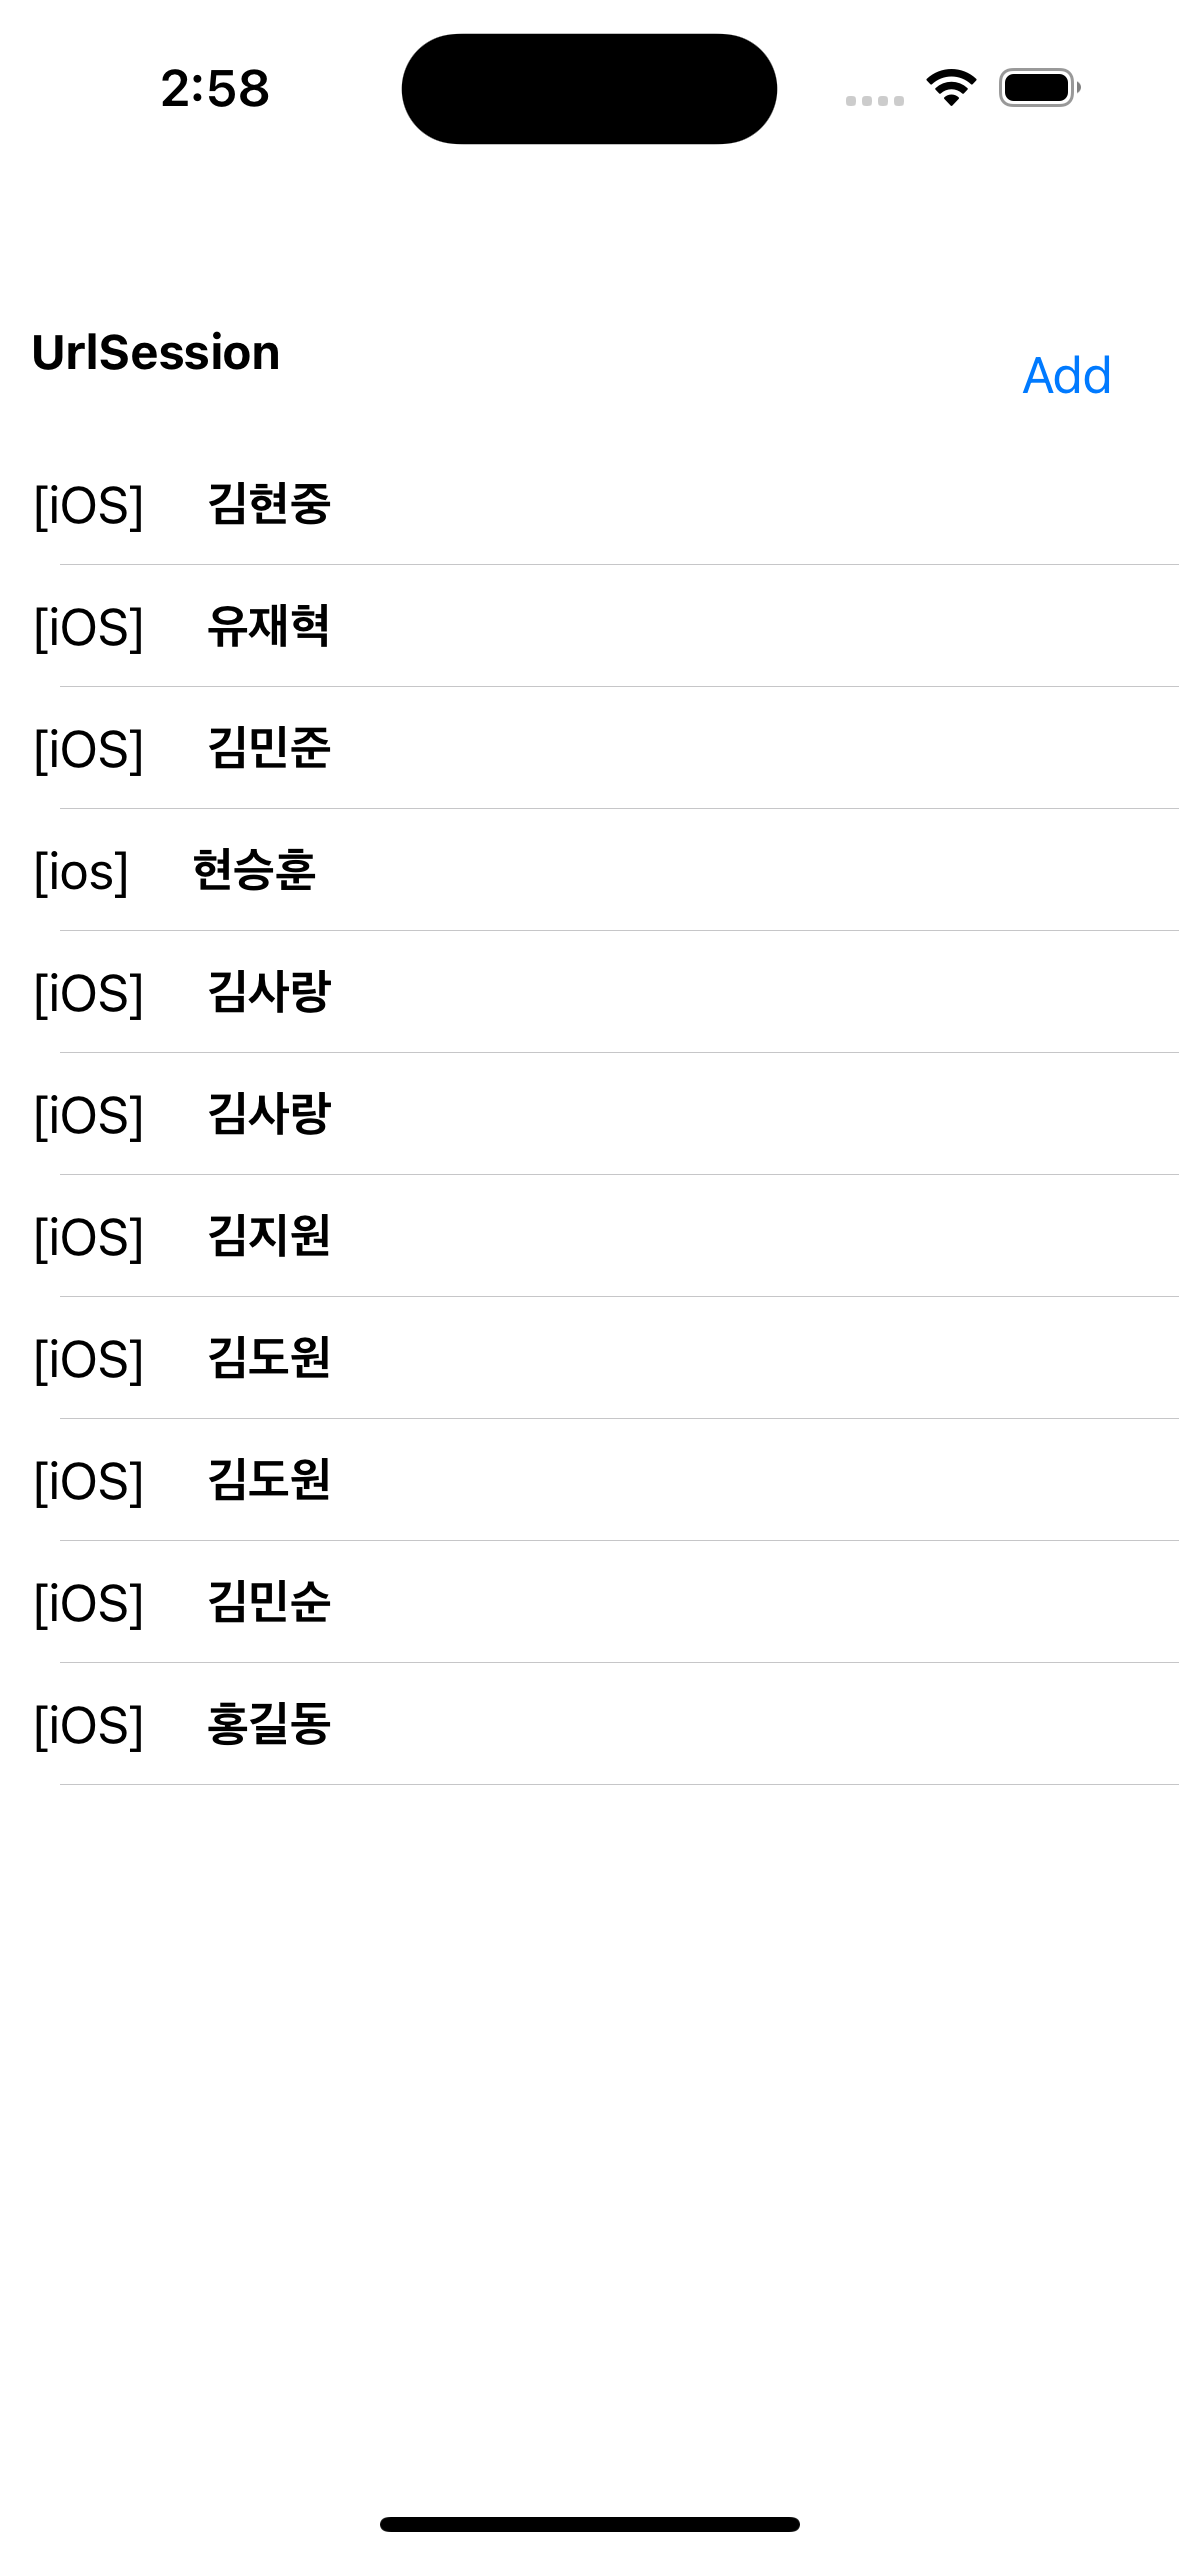 2:58
UrlSession
Add
[iOS] 김현중
[iOS] 유재혁
[iOS] 김민준
[ios] 현승훈
[iOS] 김사랑
[iOS] 김사랑
[iOS] 김지원
[iOS] 김도원
[iOS] 김도원
[iOS] 김민순
[iOS] 홍길동